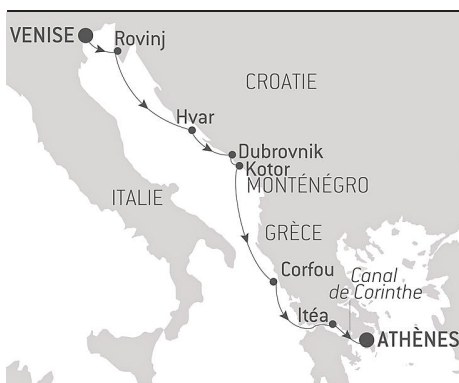 VENISE
Rovinj
CROATIE
Hvar
Dubrovnik
Kotor
MONTÉNÉGRO
ITALIE
GRÈCE
Corfou
Canal
de Corinthe
Itéa
ATHÈNES